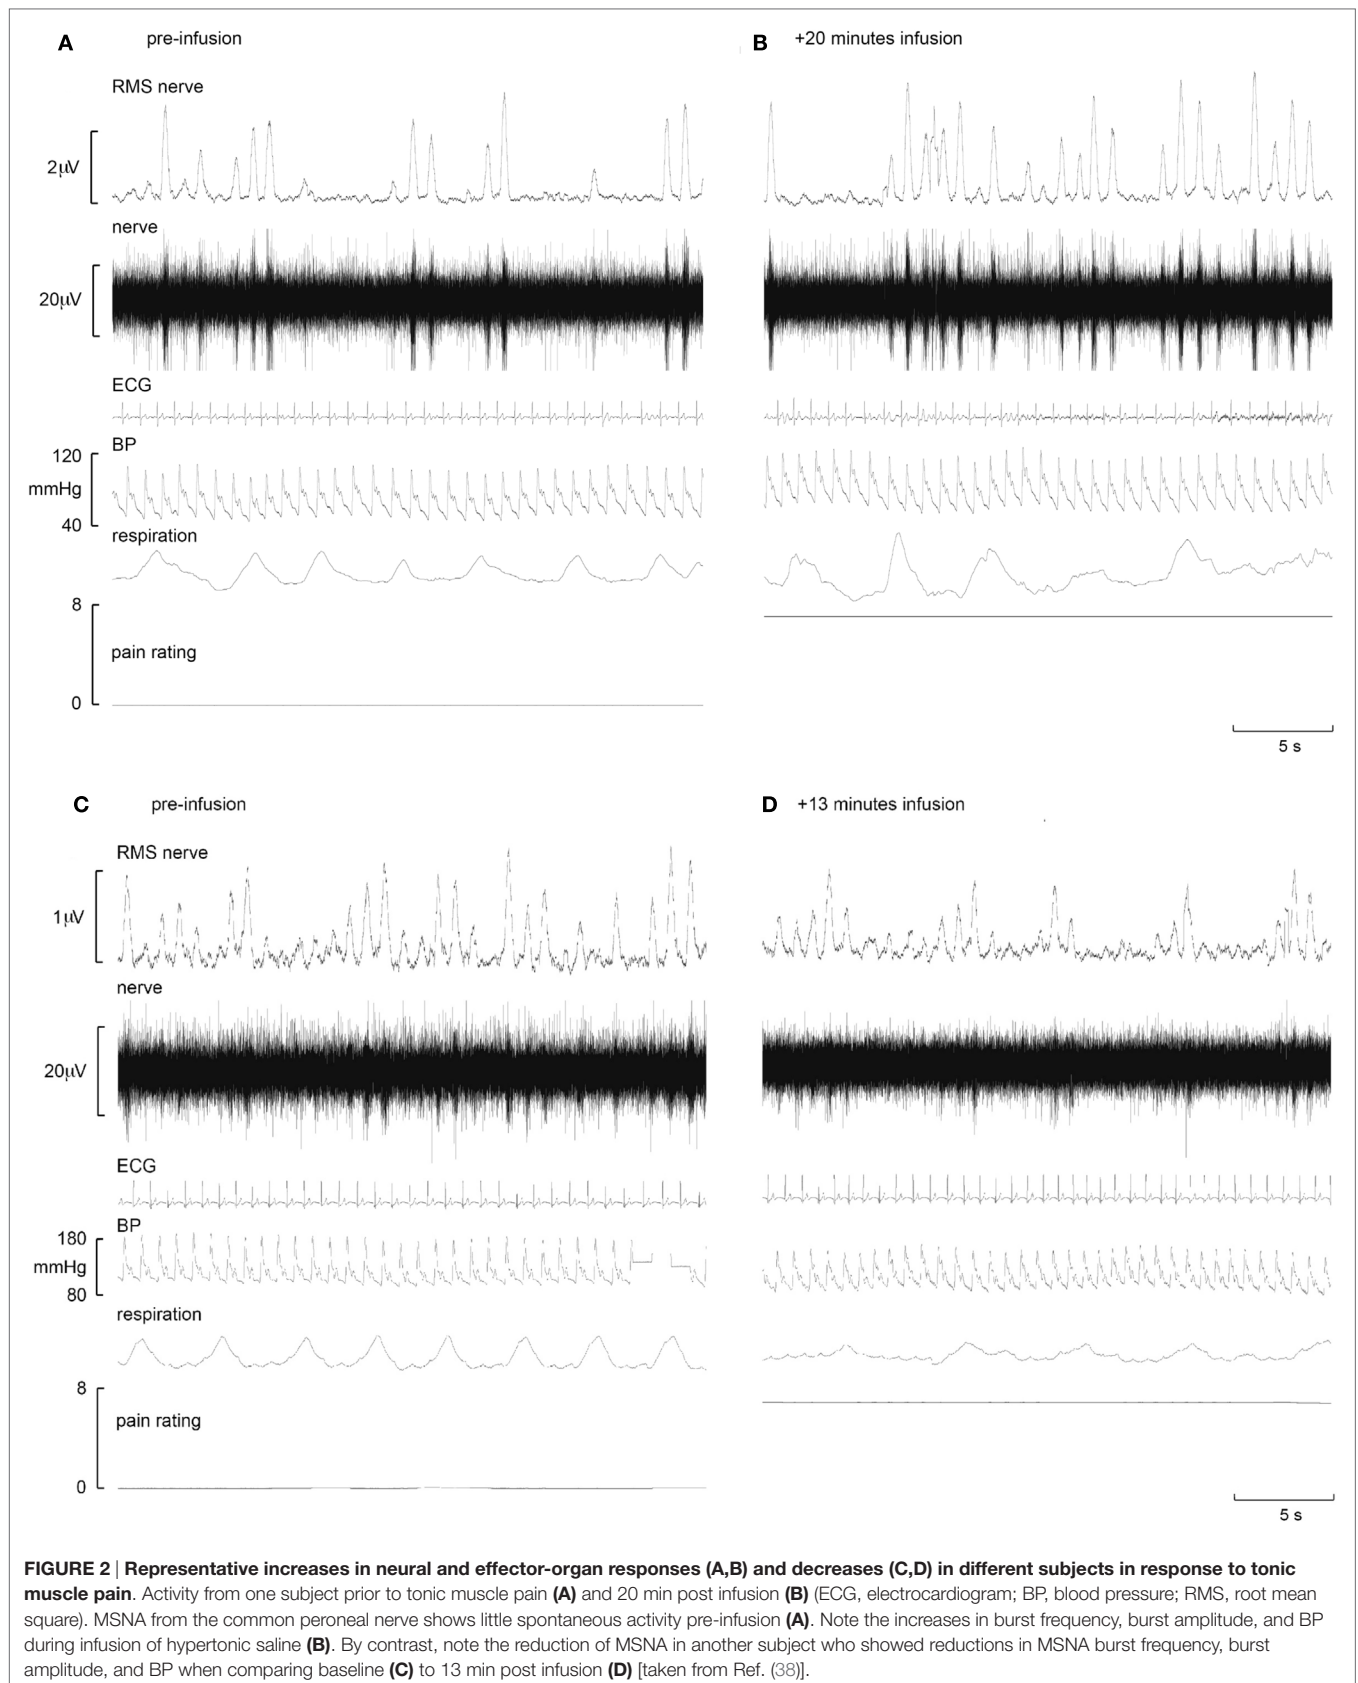 A pre-infusion
B +20 minutes infusion
RMS nerve
2µV
nerve
20µV
ECG
BP
120
mmHg
40
respiration
8
pain rating
0
5 s
C pre-infusion
D +13 minutes infusion
RMS nerve
1µV
nerve
20µV
ECG
BP
180
mmHg
80
respiration
8
pain rating
0
5 s
FIGURE 2 | Representative increases in neural and effector-organ responses (A,B) and decreases (C,D) in different subjects in response to tonic
muscle pain. Activity from one subject prior to tonic muscle pain (A) and 20 min post infusion (B) (ECG, electrocardiogram; BP, blood pressure; RMS, root mean
square). MSNA from the common peroneal nerve shows little spontaneous activity pre-infusion (A). Note the increases in burst frequency, burst amplitude, and BP
during infusion of hypertonic saline (B). By contrast, note the reduction of MSNA in another subject who showed reductions in MSNA burst frequency, burst
amplitude, and BP when comparing baseline (C) to 13 min post infusion (D) [taken from Ref. (38)].